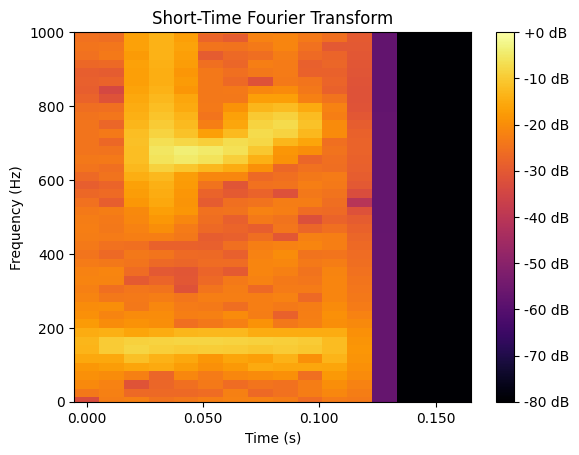 Short-Time Fourier Transform
1000
800
600
400
200
0
Frequency (Hz)
0.000
0.050
0.100
0.150
Time (s)
+0 dB
-10 dB
-20 dB
-30 dB
-40 dB
-50 dB
-60 dB
-70 dB
-80 dB